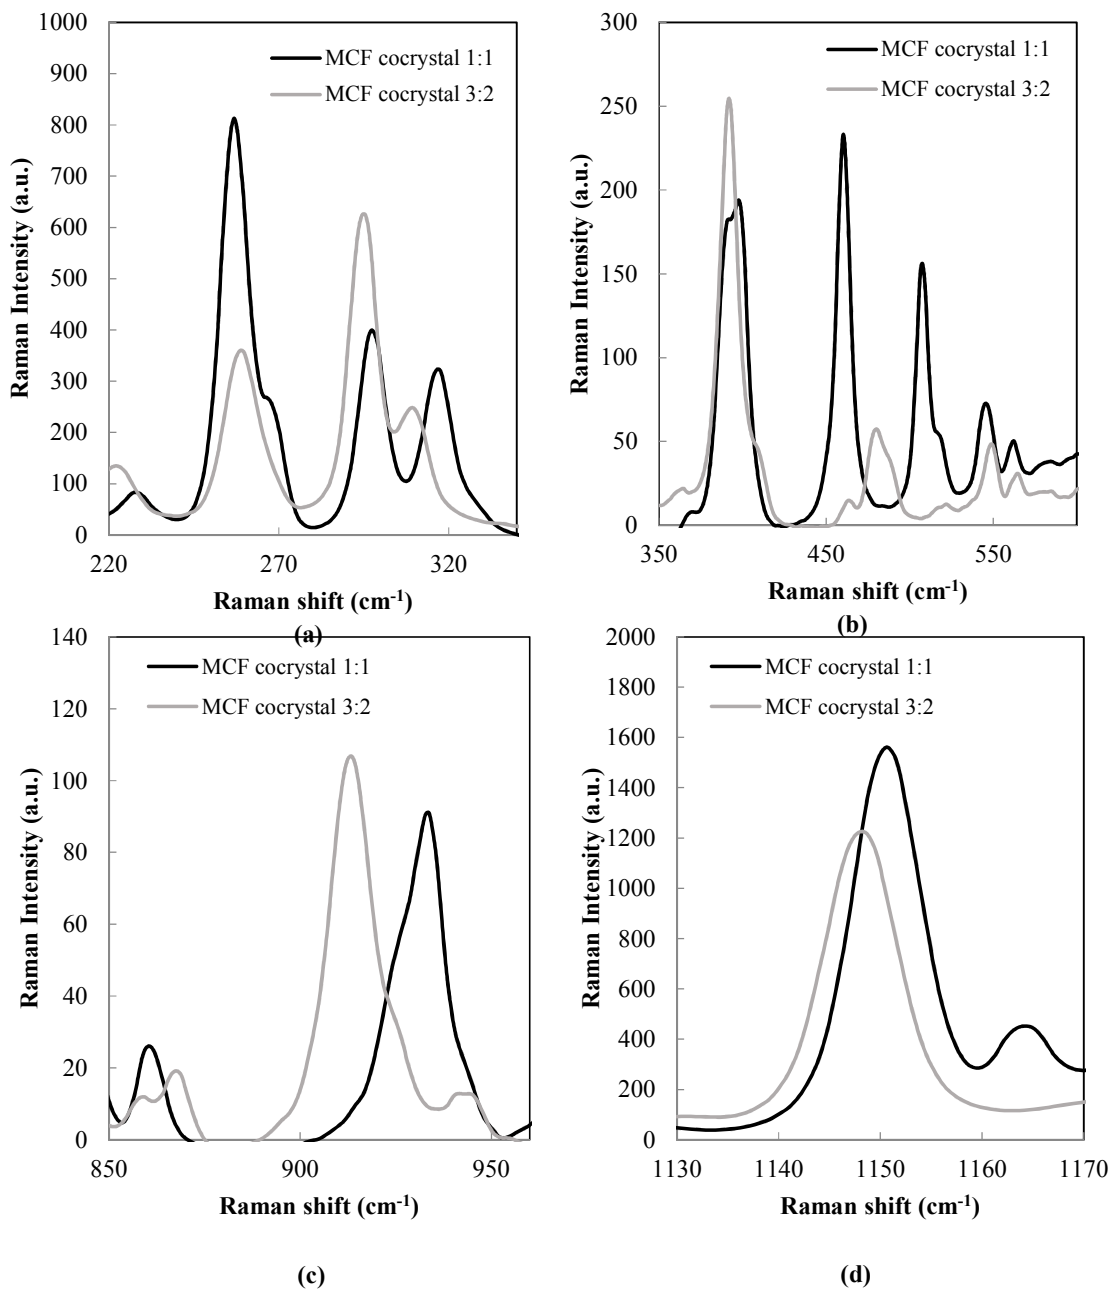 1000
900
800
700
600
500
400
300
200
100
0
220
270
320
Raman Intensity (a.u.)
Raman shift (cm⁻¹)
MCF cocrystal 1:1
MCF cocrystal 3:2
(a)
300
250
200
150
100
50
0
350
450
550
Raman Intensity (a.u.)
Raman shift (cm⁻¹)
MCF cocrystal 1:1
MCF cocrystal 3:2
(b)
140
120
100
80
60
40
20
0
850
900
950
Raman Intensity (a.u.)
Raman shift (cm⁻¹)
MCF cocrystal 1:1
MCF cocrystal 3:2
(c)
2000
1800
1600
1400
1200
1000
800
600
400
200
0
1130
1140
1150
1160
1170
Raman Intensity (a.u.)
Raman shift (cm⁻¹)
MCF cocrystal 1:1
MCF cocrystal 3:2
(d)